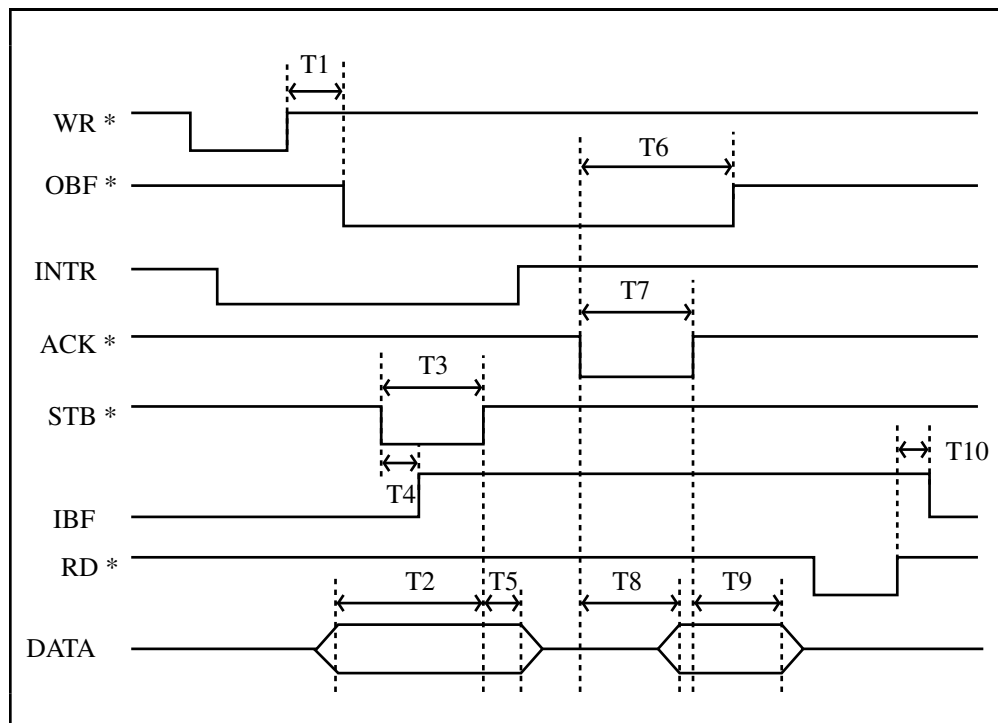 T1
WR *
T6
OBF *
INTR
T7
ACK *
T3
STB *
T10
T4
IBF
RD *
T2 T5 T8 T9
DATA